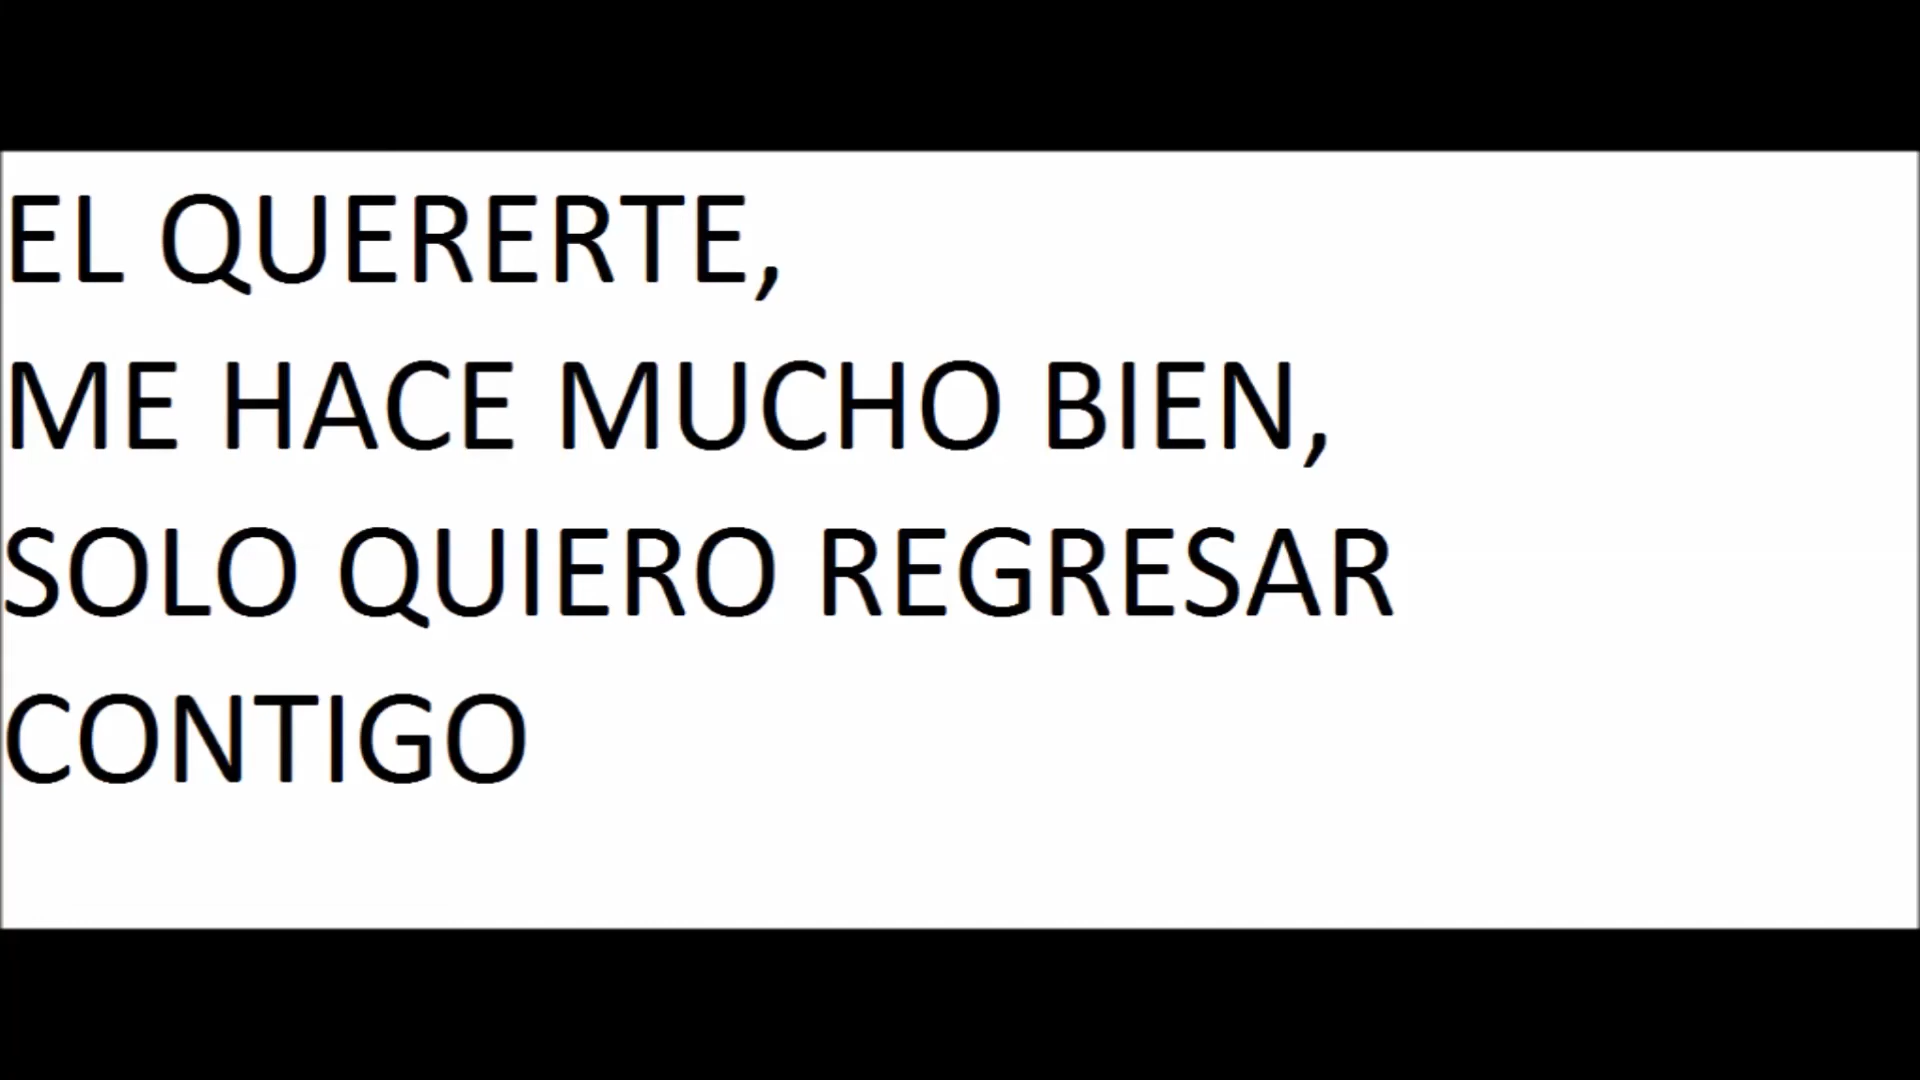 EL QUERERTE,
ME HACE MUCHO BIEN,
SOLO QUIERO REGRESAR
CONTIGO